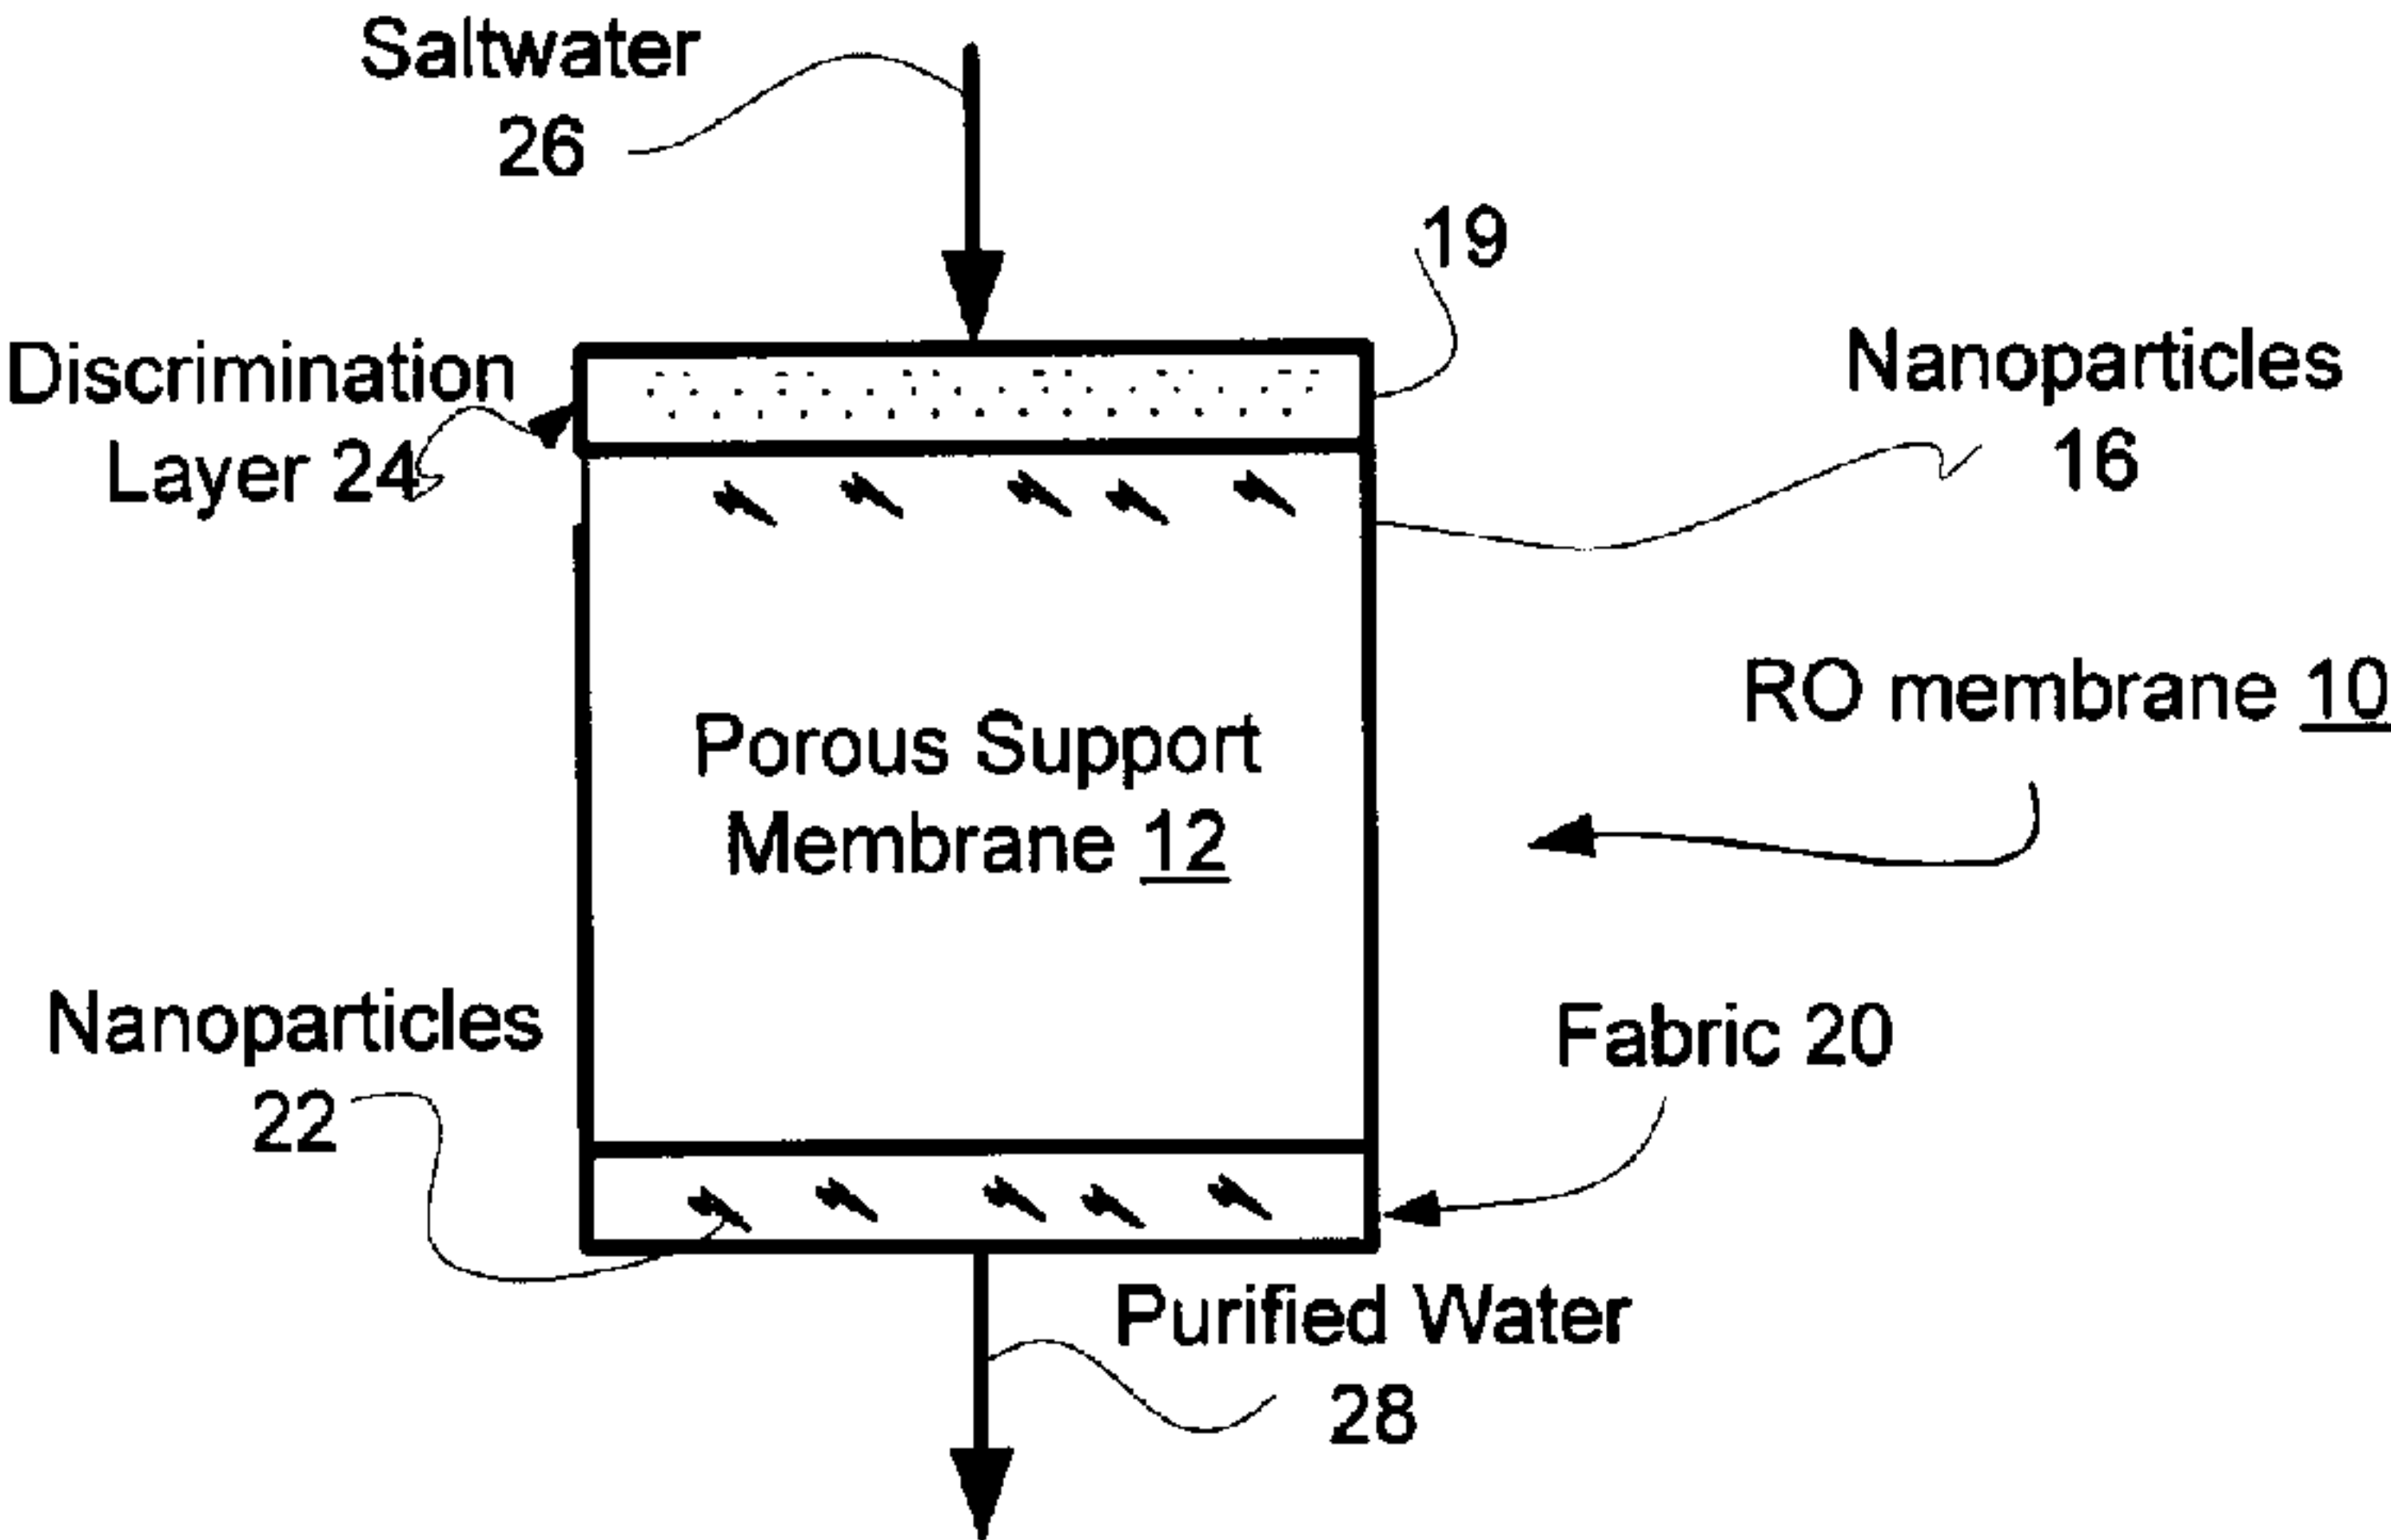 Saltwater
26
19
Discrimination
Layer 24
Nanoparticles
16
RO membrane 10
Porous Support
Membrane 12
Nanoparticles
22
Fabric 20
Purified Water
28